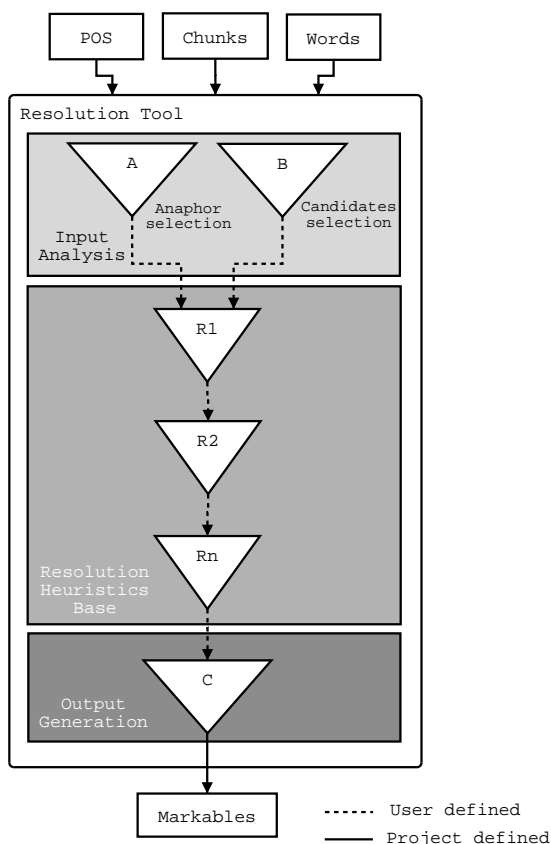 POS
Chunks
Words
Resolution Tool
A
B
Anaphor
selection
Candidates
selection
Input
Analysis
R1
R2
Rn
Resolution
Heuristics
Base
C
Output
Generation
Markables
User defined
Project defined